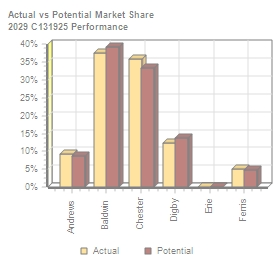 Actual vs Potential Market Share
2029 C131925 Performance
40%
35%
30%
25%
20%
15%
10%
5%
0%
Andrews
Baldwin
Chester
Digby
Erie
Ferris
Actual
Potential